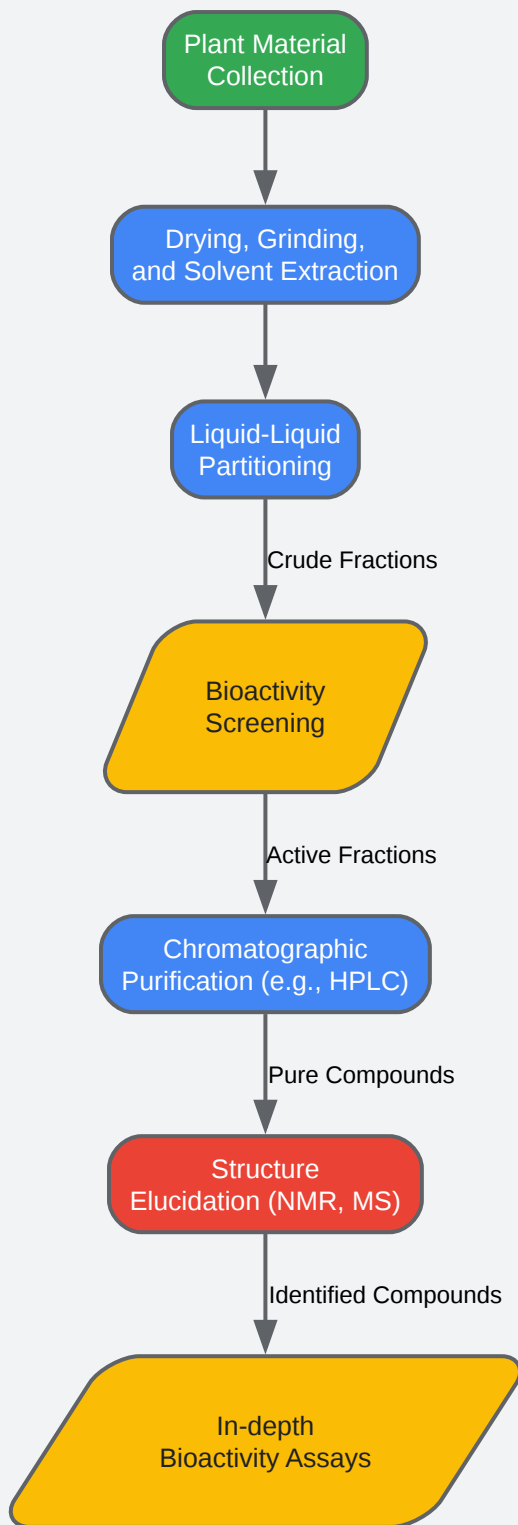 Plant Material
Collection
Drying, Grinding,
and Solvent Extraction
Liquid-Liquid
Partitioning
Crude Fractions
Bioactivity
Screening
Active Fractions
Chromatographic
Purification (e.g., HPLC)
Pure Compounds
Structure
Elucidation (NMR, MS)
Identified Compounds
In-depth
Bioactivity Assays